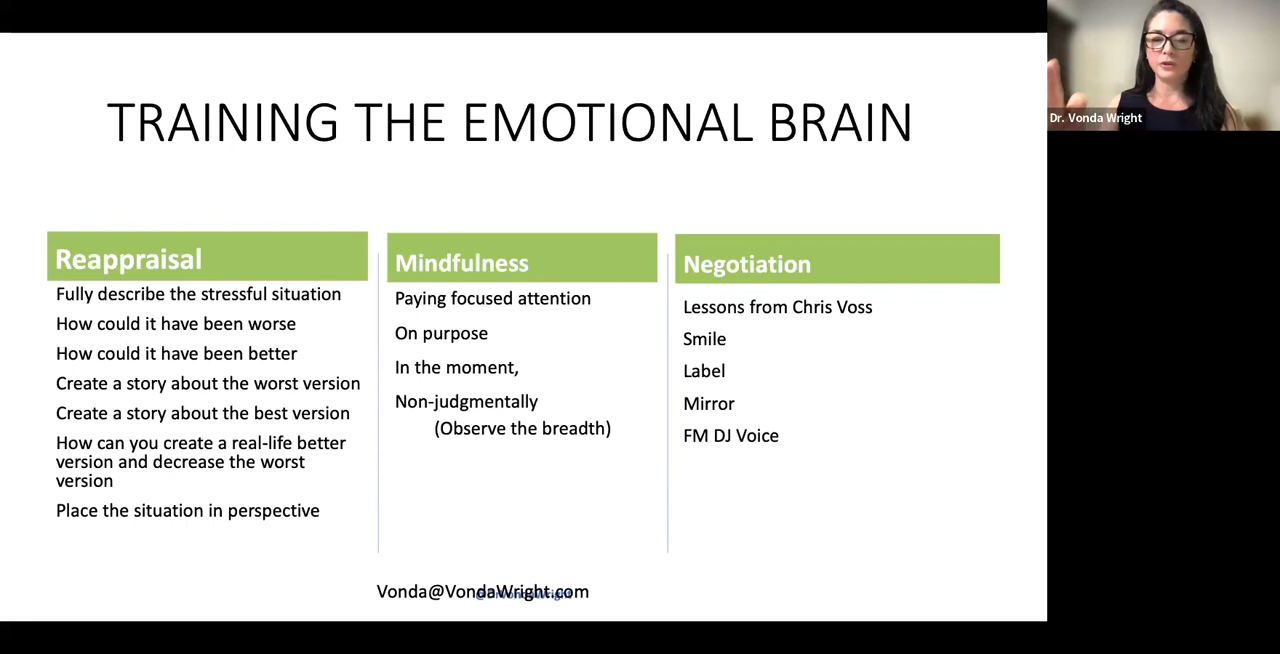 TRAINING THE EMOTIONAL BRAIN
Dr. Vonda Wright
Reappraisal
Fully describe the stressful situation
How could it have been worse
How could it have been better
Create a story about the worst version
Create a story about the best version
How can you create a real-life better
version and decrease the worst
version
Place the situation in perspective
Mindfulness
Paying focused attention
On purpose
In the moment,
Non-judgmentally
(Observe the breadth)
Negotiation
Lessons from Chris Voss
Smile
Label
Mirror
FM DJ Voice
Vonda@VondaWright.com